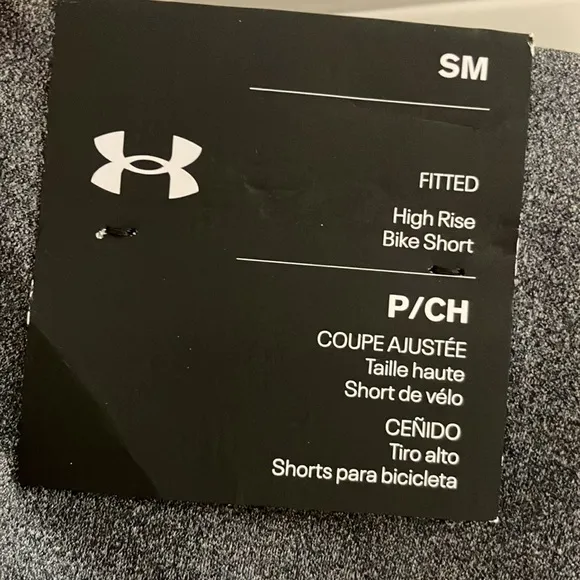 SM
FITTED
High Rise
Bike Short
P/CH
COUPE AJUSTÉE
Taille haute
Short de vélo
CEÑIDO
Tiro alto
Shorts para bicicleta